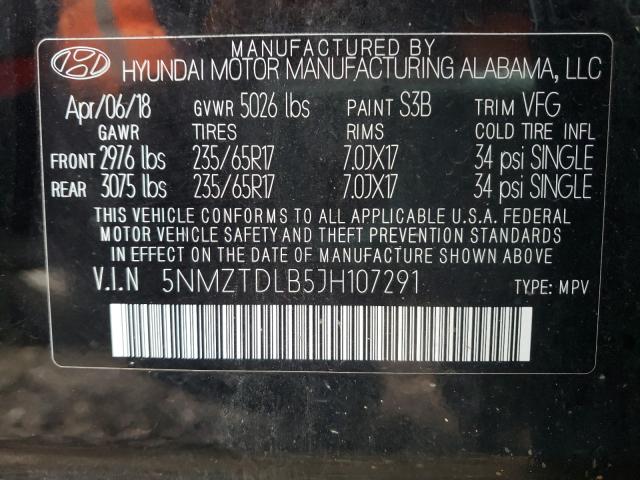 MANUFACTURED BY
HYUNDAI MOTOR MANUFACTURING ALABAMA, LLC
Apr/06/18 GVWR 5026 lbs PAINT S3B TRIM VFG
GAWR TIRES RIMS COLD TIRE INFL
FRONT 2976 lbs 235/65R17 7.0JX17 34 psi SINGLE
REAR 3075 lbs 235/65R17 7.0JX17 34 psi SINGLE
THIS VEHICLE CONFORMS TO ALL APPLICABLE U.S.A. FEDERAL
MOTOR VEHICLE SAFETY AND THEFT PREVENTION STANDARDS
IN EFFECT ON THE DATE OF MANUFACTURE SHOWN ABOVE.
V.I.N 5NMZTDLB5JH107291 TYPE: MPV